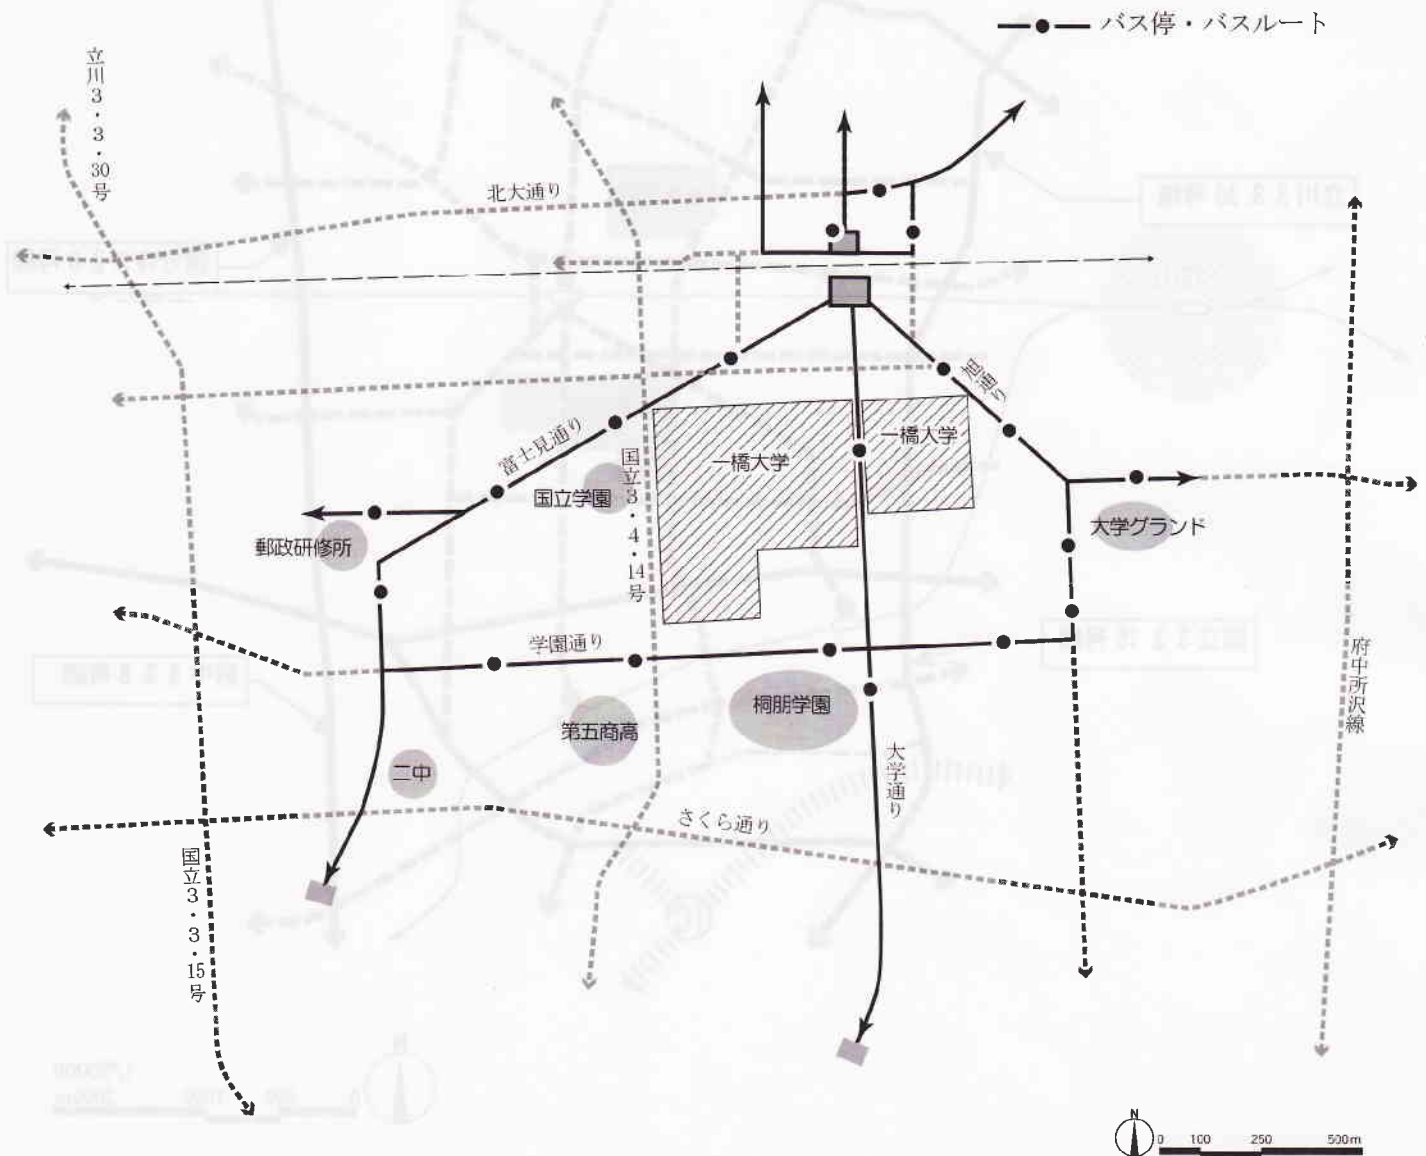 バス停・バスルート
立川3・3・30号
北大通り
旭通り
富士見通り
国立学園
国立3・4・14号
一橋大学
一橋大学
郵政研修所
大学グランド
学園通り
府中所沢線
第五商高
桐朋学園
二中
大学通り
さくら通り
国立3・3・15号
N
0 100 250 500m